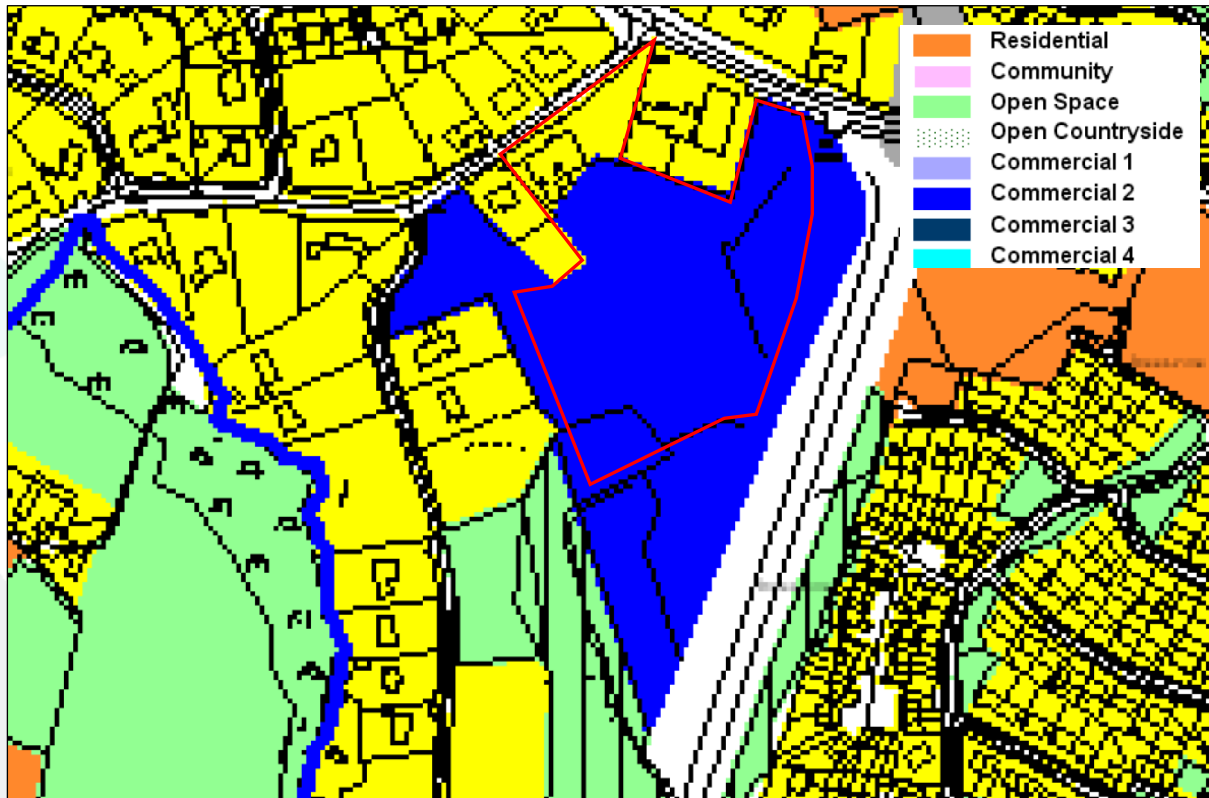 Residential
Community
Open Space
Open Countryside
Commercial 1
Commercial 2
Commercial 3
Commercial 4